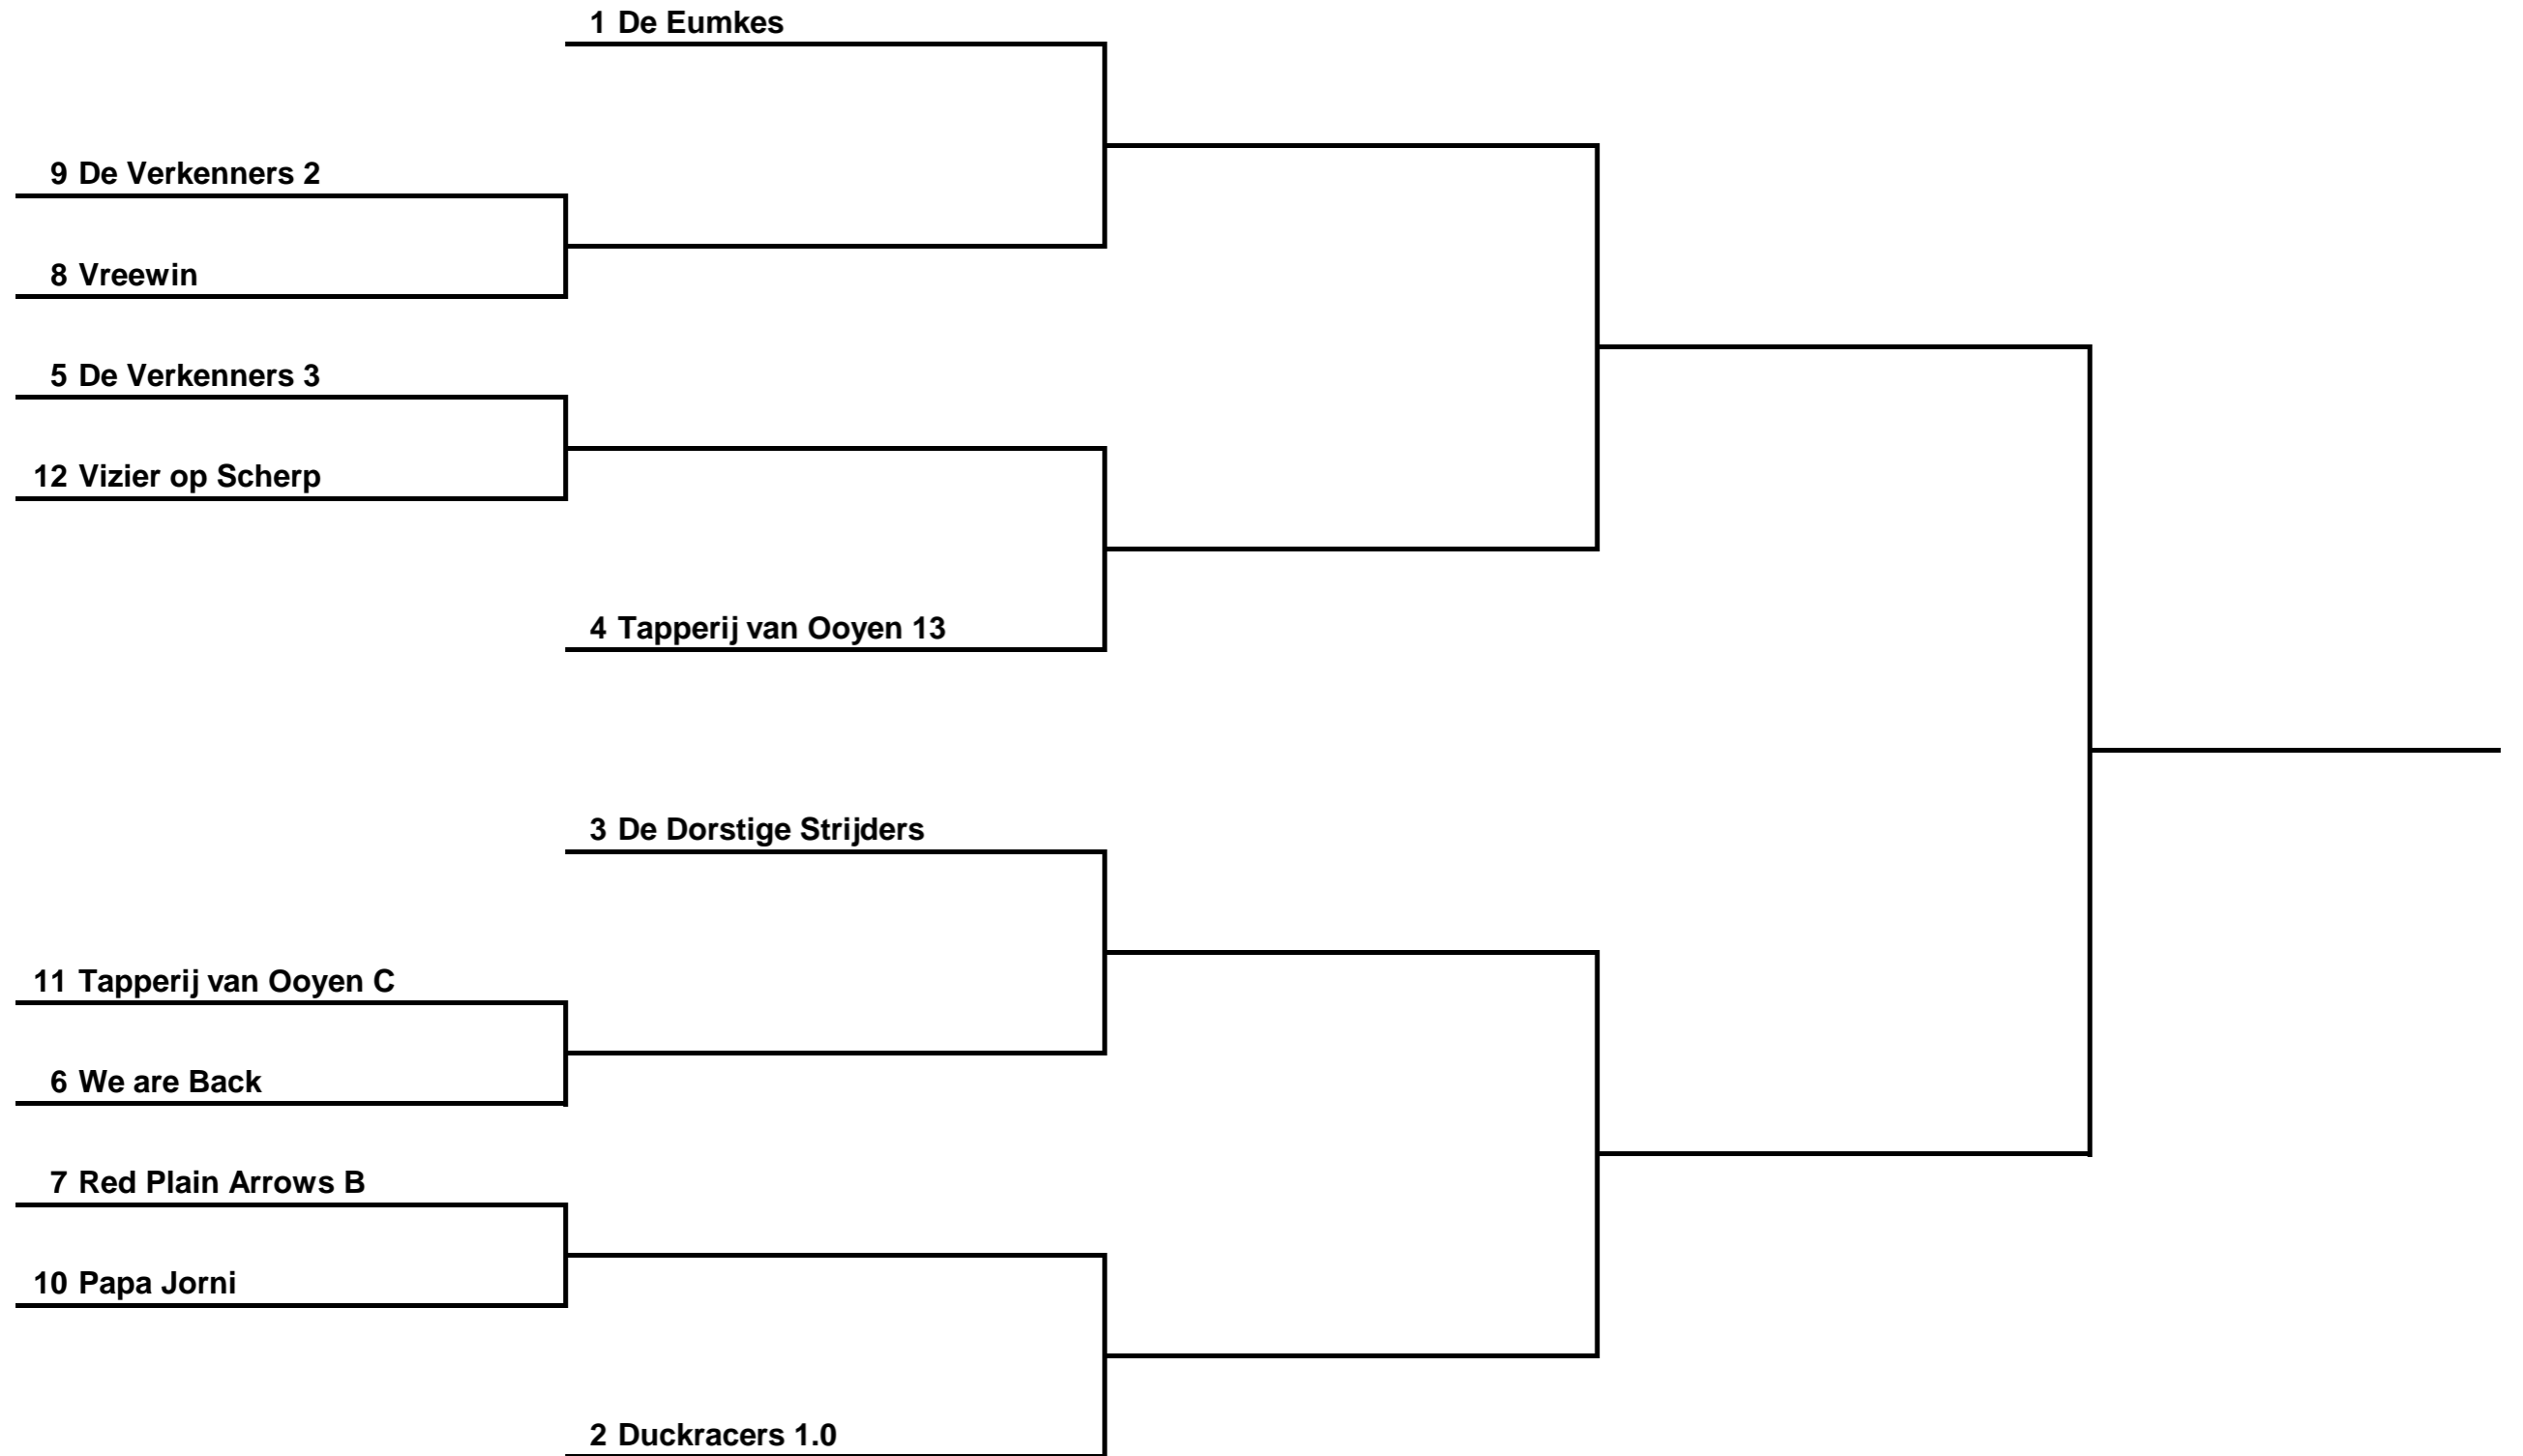 1 De Eumkes
9 De Verkenners 2
8 Vreewin
5 De Verkenners 3
12 Vizier op Scherp
4 Tapperij van Ooyen 13
3 De Dorstige Strijders
11 Tapperij van Ooyen C
6 We are Back
7 Red Plain Arrows B
10 Papa Jorni
2 Duckracers 1.0